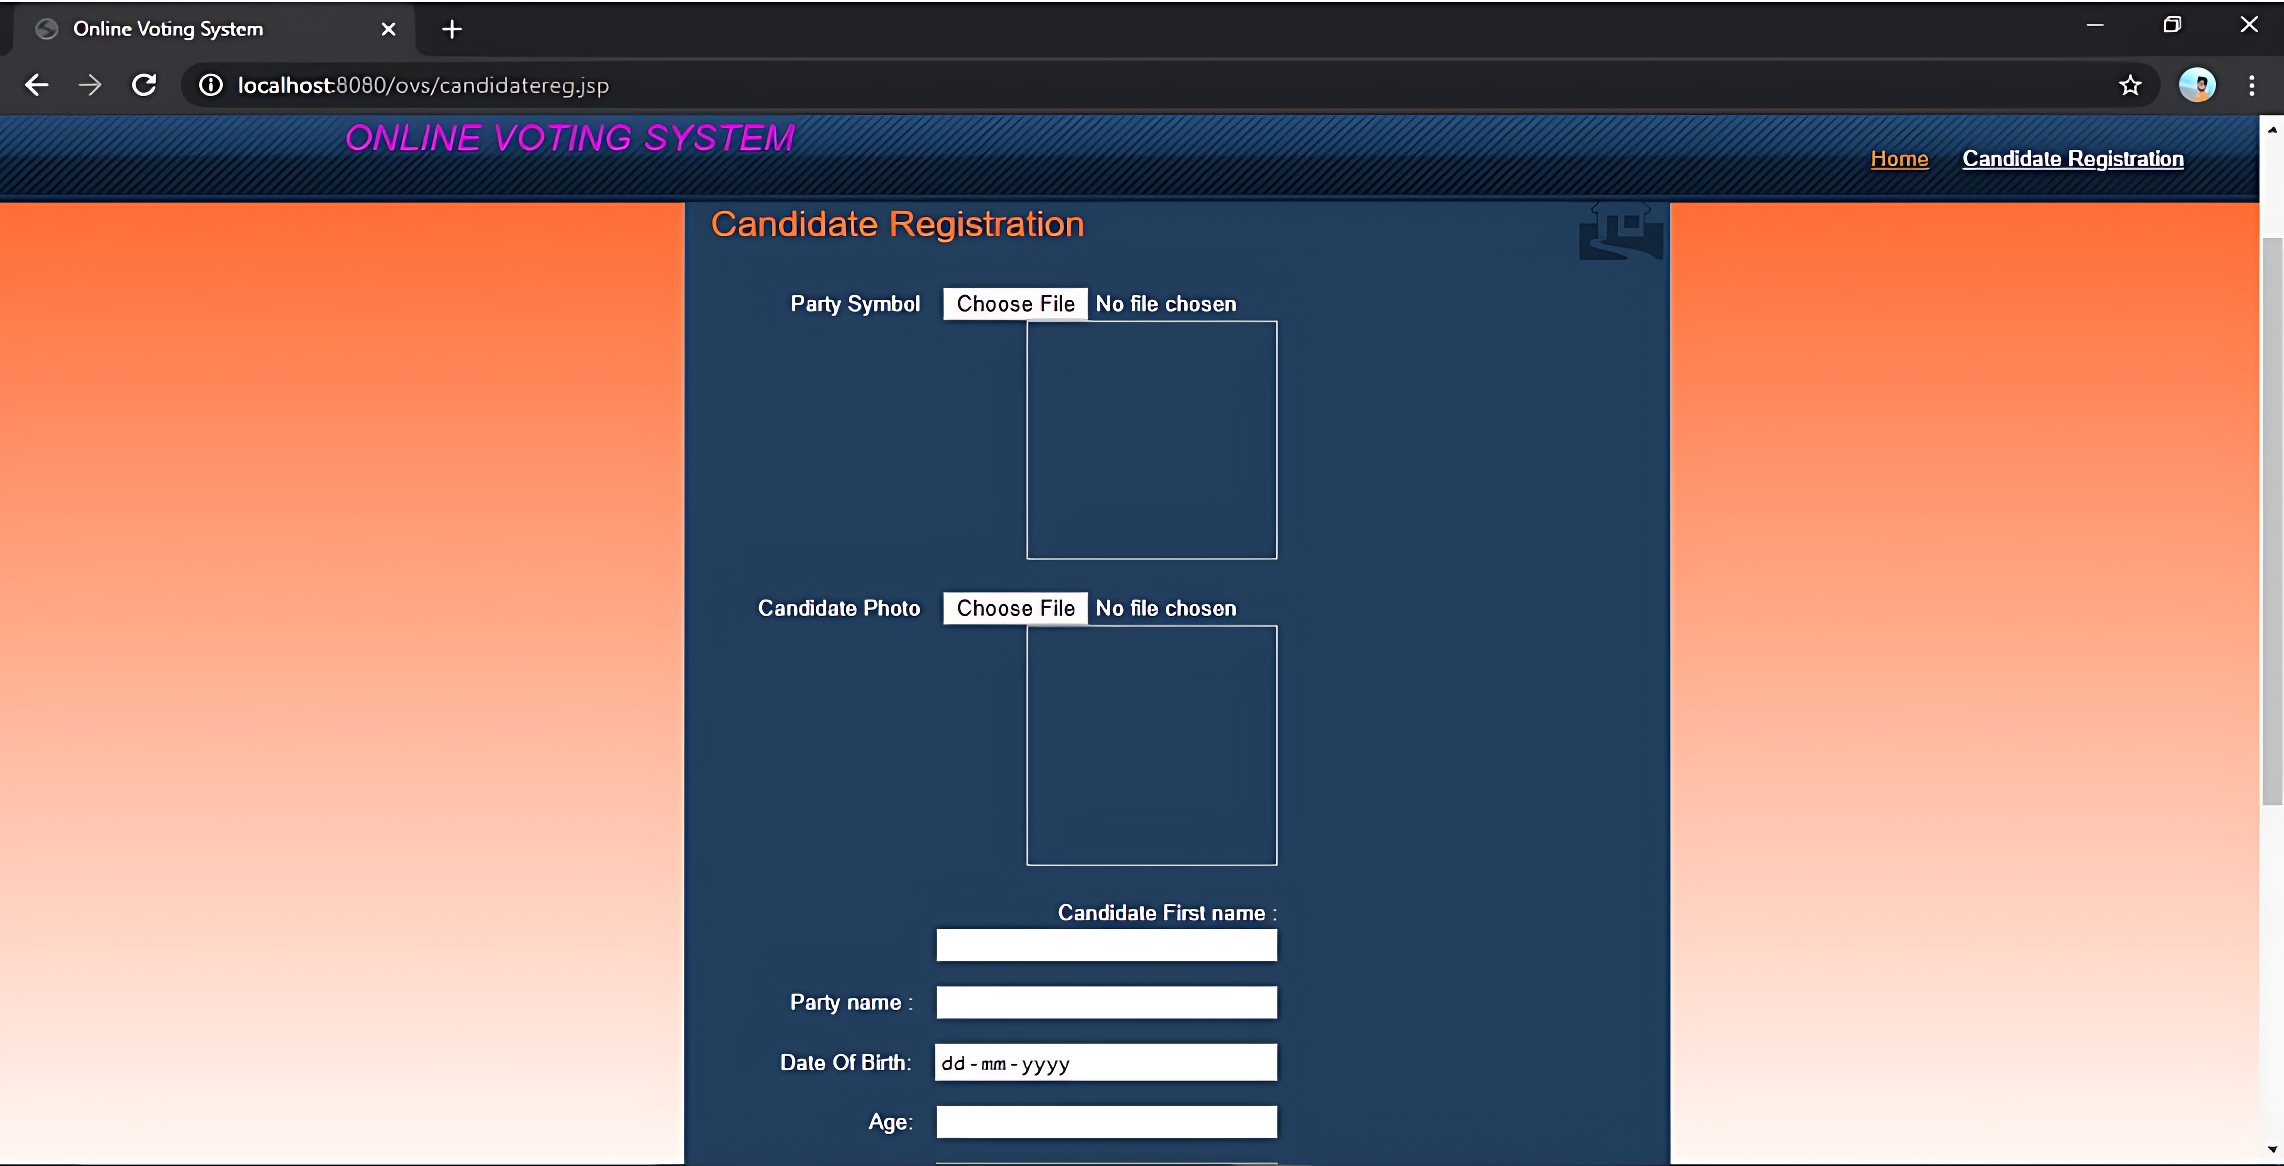 Online Voting System
localhost:8080/ovs/candidatereg.jsp
ONLINE VOTING SYSTEM
Home Candidate Registration
Candidate Registration
Party Symbol Choose File No file chosen
Candidate Photo Choose File No file chosen
Candidate First name :
Party name :
Date Of Birth: dd-mm-yyyy
Age: